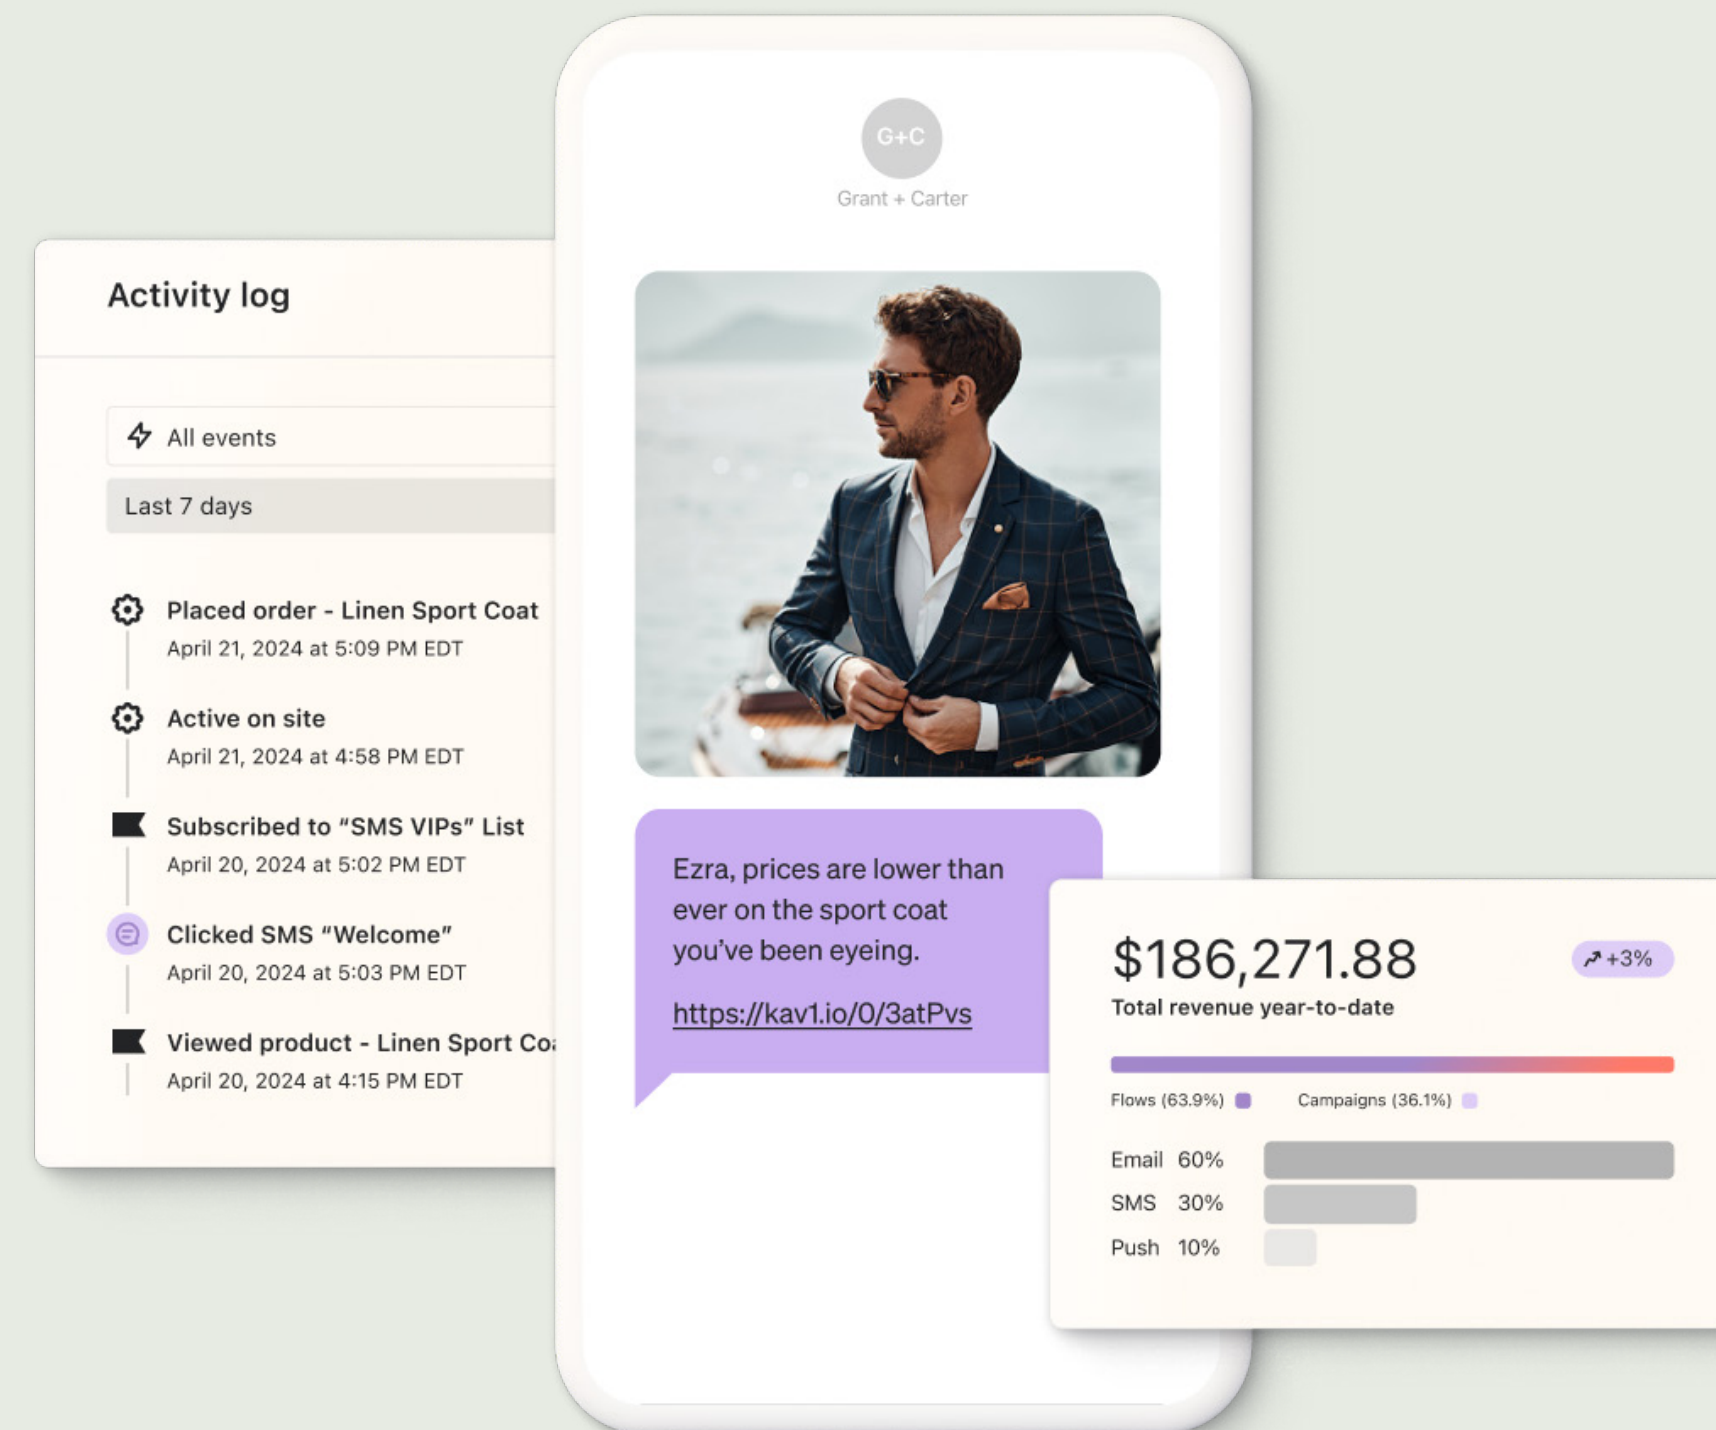 Activity log
All events
Last 7 days
Placed order - Linen Sport Coat
April 21, 2024 at 5:09 PM EDT
Active on site
April 21, 2024 at 4:58 PM EDT
Subscribed to “SMS VIPs” List
April 20, 2024 at 5:02 PM EDT
Clicked SMS “Welcome”
April 20, 2024 at 5:03 PM EDT
Viewed product - Linen Sport Coa
April 20, 2024 at 4:15 PM EDT
G+C
Grant + Carter
Ezra, prices are lower than
ever on the sport coat
you’ve been eyeing.
https://kav1.io/0/3atPvs
$186,271.88
+3%
Total revenue year-to-date
Flows (63.9%) Campaigns (36.1%)
Email 60%
SMS 30%
Push 10%